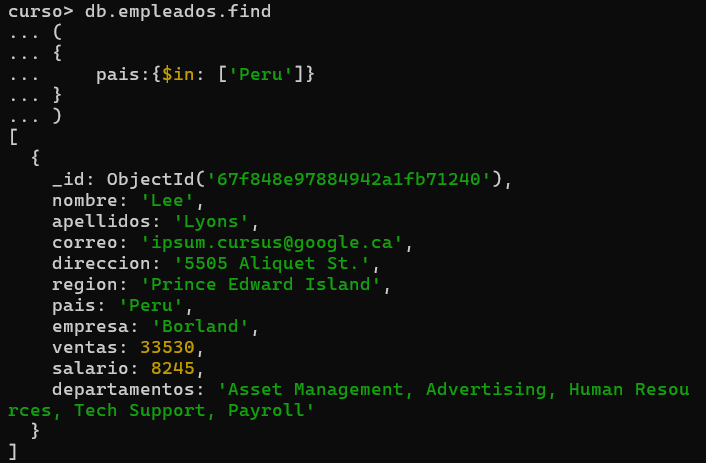 curso> db.empleados.find
... (
... {
...     pais:{$in: ['Peru']}
... }
... )
[
  {
    _id: ObjectId('67f848e97884942a1fb71240'),
    nombre: 'Lee',
    apellidos: 'Lyons',
    correo: 'ipsum.cursus@google.ca',
    direccion: '5505 Aliquet St.',
    region: 'Prince Edward Island',
    pais: 'Peru',
    empresa: 'Borland',
    ventas: 33530,
    salario: 8245,
    departamentos: 'Asset Management, Advertising, Human Resou
rces, Tech Support, Payroll'
  }
]